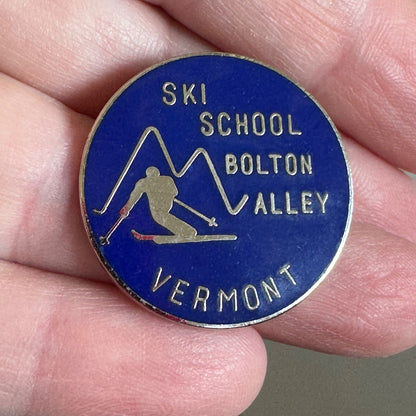 SKI
SCHOOL
BOLTON
VALLEY
VERMONT